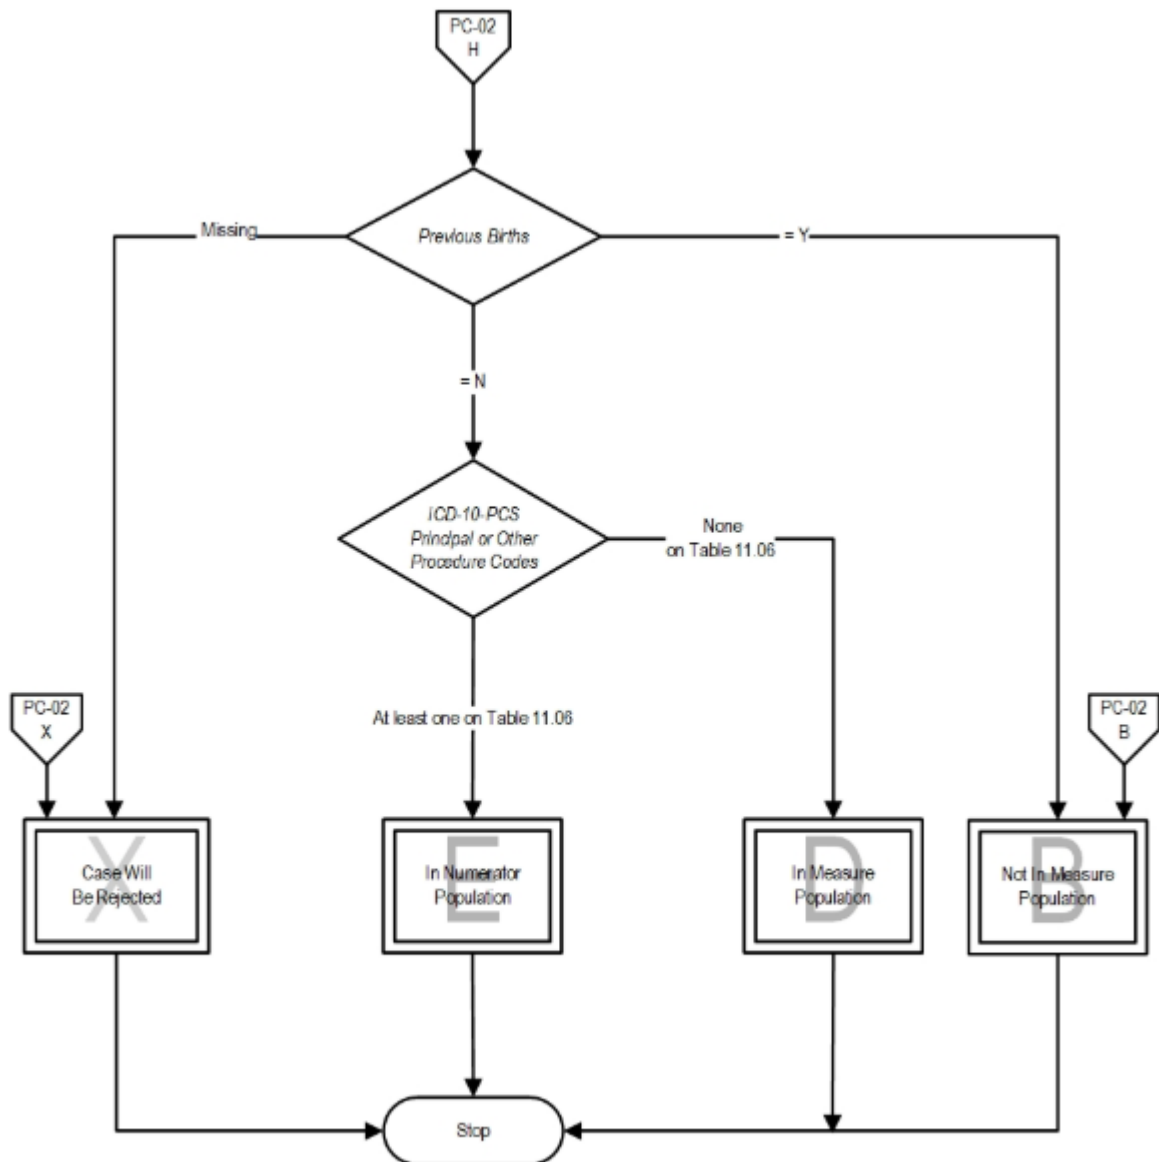 PC-02
H
Missing
Previous Births
= Y
= N
ICD-10-PCS
Principal or Other
Procedure Codes
None
on Table 11.06
At least one on Table 11.06
PC-02
X
PC-02
B
X
Case Will
Be Rejected
E
In Numerator
Population
D
In Measure
Population
B
Not In Measure
Population
Stop